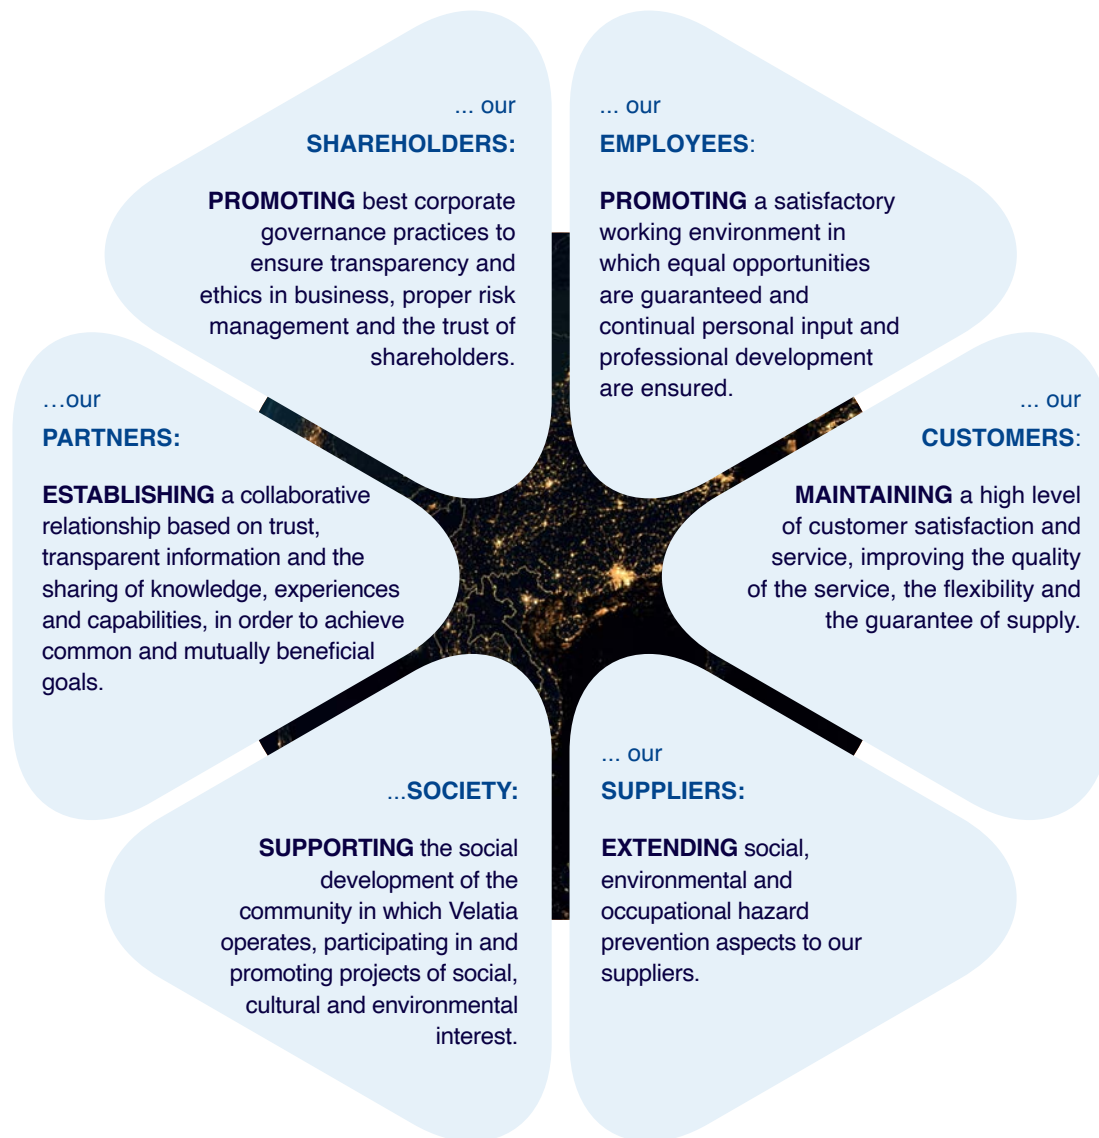 ... our
SHAREHOLDERS:
PROMOTING best corporate
governance practices to
ensure transparency and
ethics in business, proper risk
management and the trust of
shareholders.
... our
EMPLOYEES:
PROMOTING a satisfactory
working environment in
which equal opportunities
are guaranteed and
continual personal input and
professional development
are ensured.
...our
PARTNERS:
ESTABLISHING a collaborative
relationship based on trust,
transparent information and the
sharing of knowledge, experiences
and capabilities, in order to achieve
common and mutually beneficial
goals.
... our
CUSTOMERS:
MAINTAINING a high level
of customer satisfaction and
service, improving the quality
of the service, the flexibility and
the guarantee of supply.
...SOCIETY:
SUPPORTING the social
development of the
community in which Velatia
operates, participating in and
promoting projects of social,
cultural and environmental
interest.
... our
SUPPLIERS:
EXTENDING social,
environmental and
occupational hazard
prevention aspects to our
suppliers.